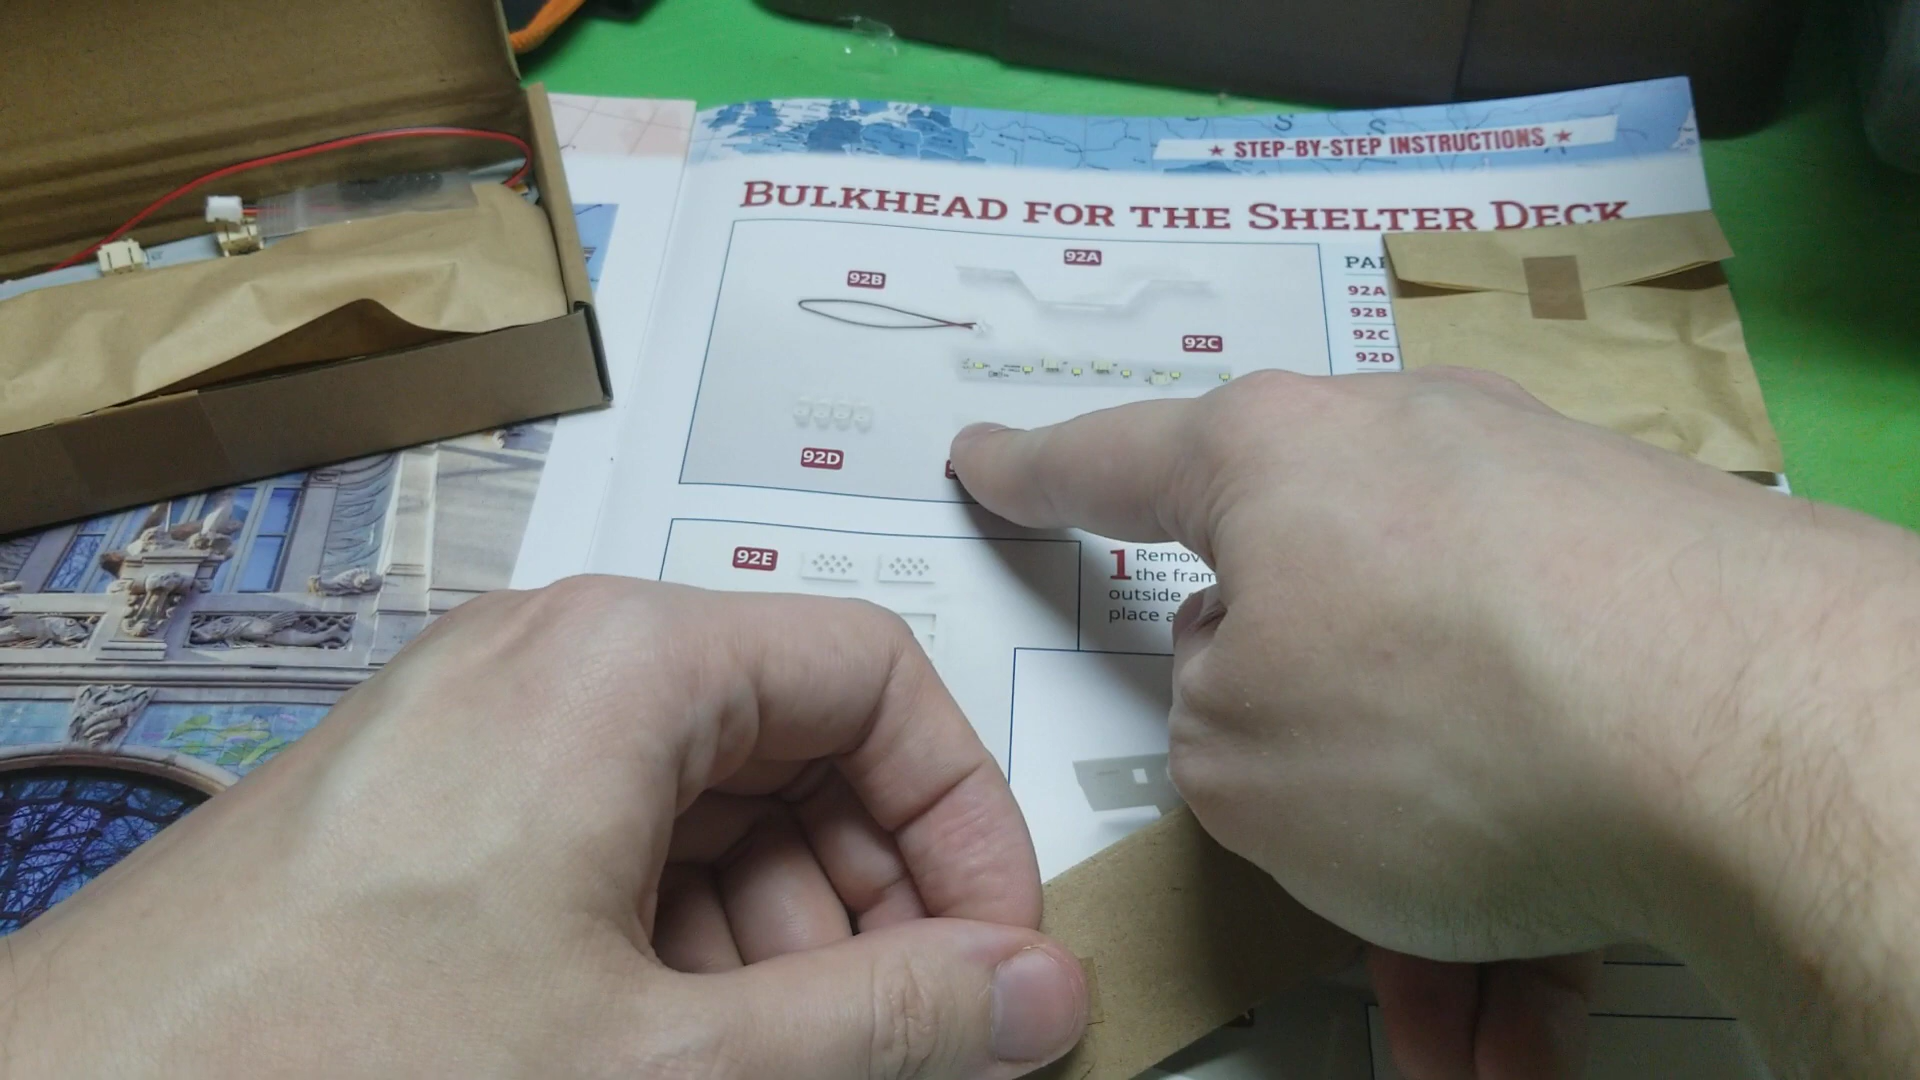 ★ STEP-BY-STEP INSTRUCTIONS ★
BULKHEAD FOR THE SHELTER DECK
92A
92B
92C
92D
92A
92B
92C
92D
92E
1 Remov
the fram
outside
place a